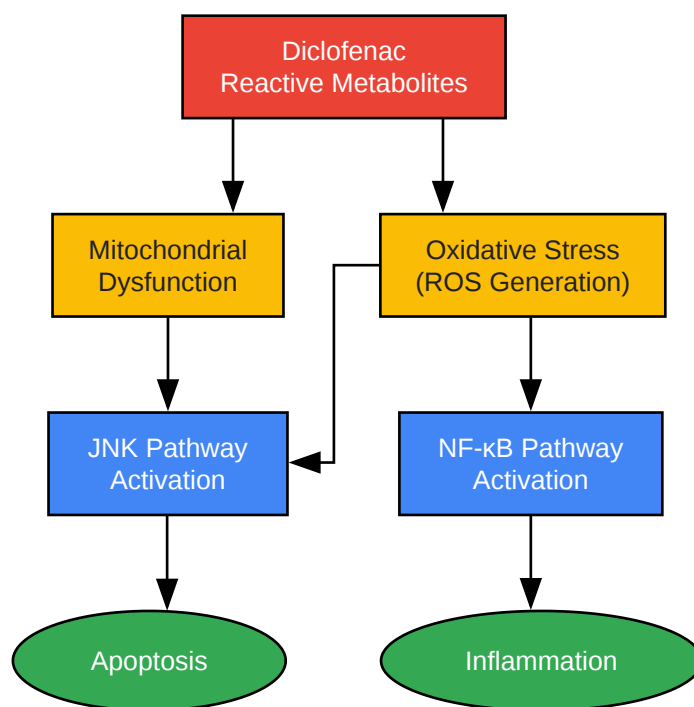 Diclofenac
Reactive Metabolites
Mitochondrial
Dysfunction
Oxidative Stress
(ROS Generation)
JNK Pathway
Activation
NF-κB Pathway
Activation
Apoptosis
Inflammation